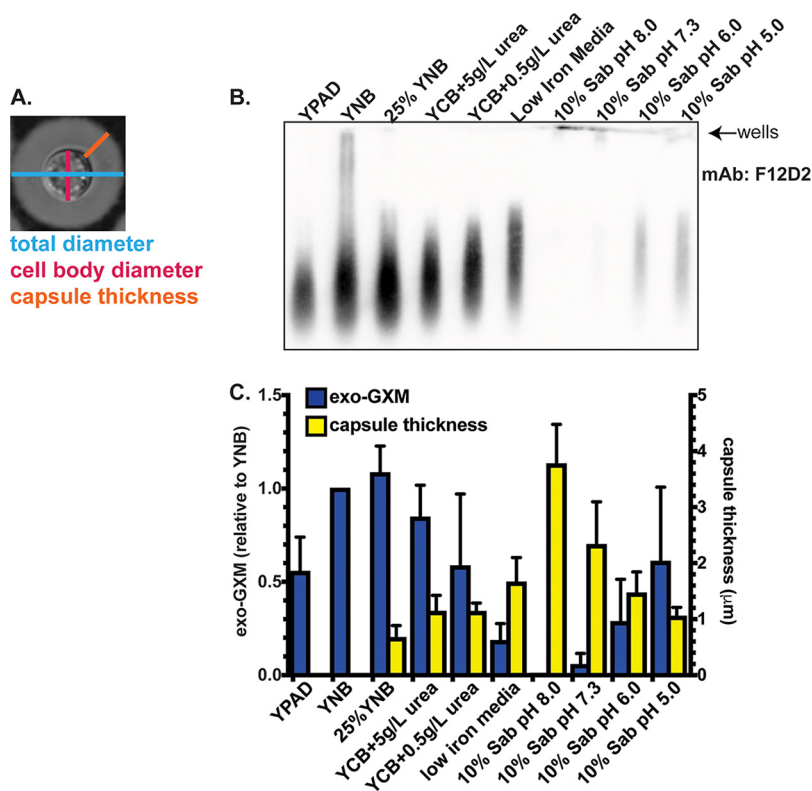 A.
total diameter
cell body diameter
capsule thickness
B.
YPAD
YNB
25% YNB
YCB+5g/L urea
YCB+0.5g/L urea
Low Iron Media
10% Sab pH 8.0
10% Sab pH 7.3
10% Sab pH 6.0
10% Sab pH 5.0
wells
mAb: F12D2
C.
exo-GXM
capsule thickness
exo-GXM (relative to YNB)
1.5
1.0
0.5
0.0
capsule thickness (μm)
5
4
3
2
1
0
YPAD
YNB
25%YNB
YCB+5g/L urea
YCB+0.5g/L urea
low iron media
10% Sab pH 8.0
10% Sab pH 7.3
10% Sab pH 6.0
10% Sab pH 5.0